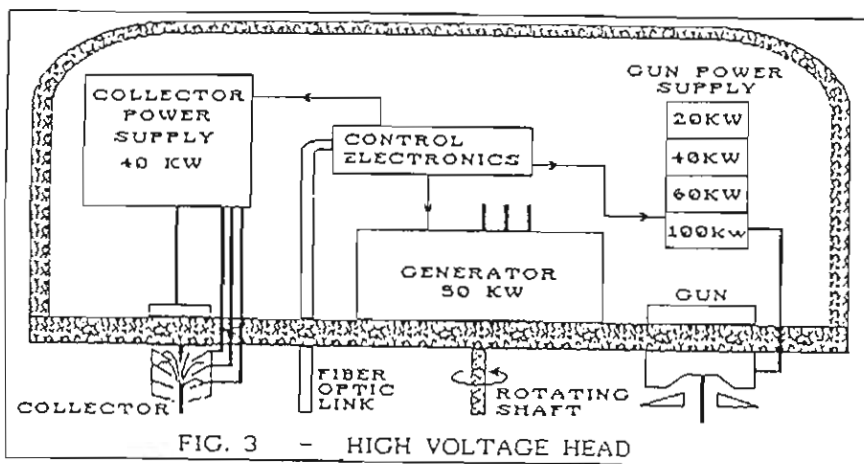 COLLECTOR
POWER
SUPPLY
40 KW
CONTROL
ELECTRONICS
GUN POWER
SUPPLY
20KW
40KW
60KW
100KW
GENERATOR
50 KW
GUN
COLLECTOR
FIBER
OPTIC
LINK
ROTATING
SHAFT
FIG. 3 - HIGH VOLTAGE HEAD